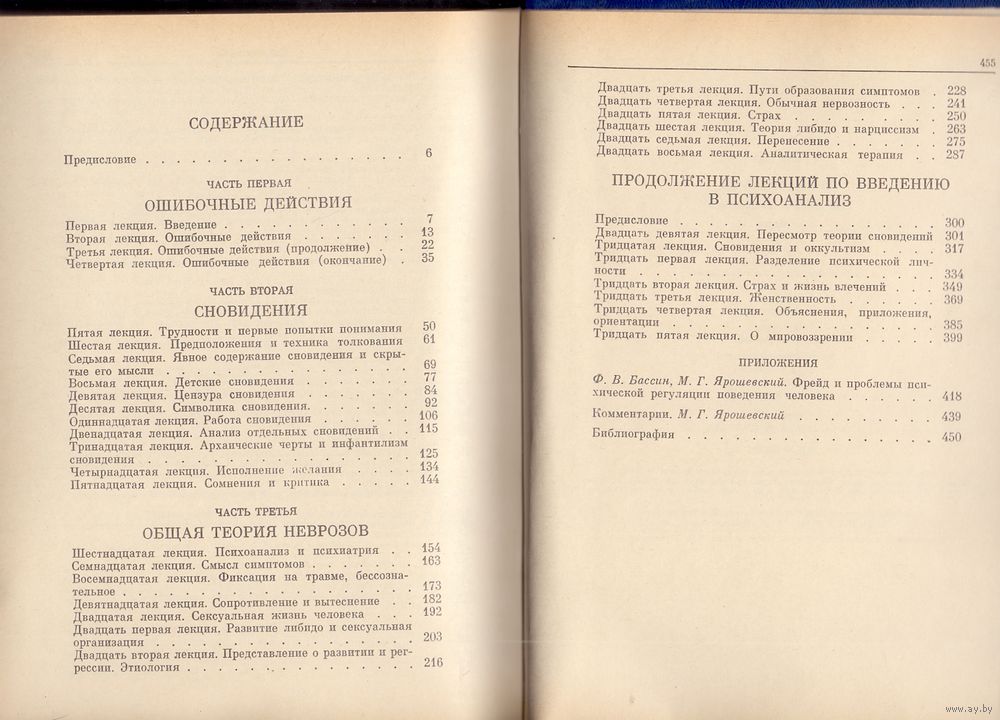 СОДЕРЖАНИЕ
Предисловие . . . . . . . . . . . . . . . . . 6
ЧАСТЬ ПЕРВАЯ
ОШИБОЧНЫЕ ДЕЙСТВИЯ
Первая лекция. Введение . . . . . . . . . . . . 7
Вторая лекция. Ошибочные действия . . . . . . . 13
Третья лекция. Ошибочные действия (продолжение) . . 22
Четвертая лекция. Ошибочные действия (окончание) . 35
ЧАСТЬ ВТОРАЯ
СНОВИДЕНИЯ
Пятая лекция. Трудности и первые попытки понимания 50
Шестая лекция. Предположения и техника толкования 61
Седьмая лекция. Явное содержание сновидения и скры-
тые его мысли . . . . . . . . . . . . . . . . 69
Восьмая лекция. Детские сновидения . . . . . . . 77
Девятая лекция. Цензура сновидения . . . . . . . 84
Десятая лекция. Символика сновидения. . . . . . . 92
Одиннадцатая лекция. Работа сновидения . . . . . . 106
Двенадцатая лекция. Анализ отдельных сновидений . . 115
Тринадцатая лекция. Архаические черты и инфантилизм
сновидения . . . . . . . . . . . . . . . . . 125
Четырнадцатая лекция. Исполнение желания . . . . 134
Пятнадцатая лекция. Сомнения и критика . . . . . 144
ЧАСТЬ ТРЕТЬЯ
ОБЩАЯ ТЕОРИЯ НЕВРОЗОВ
Шестнадцатая лекция. Психоанализ и психиатрия . . 154
Семнадцатая лекция. Смысл симптомов . . . . . . . 163
Восемнадцатая лекция. Фиксация на травме, бессозна-
тельное . . . . . . . . . . . . . . . . . . . 173
Девятнадцатая лекция. Сопротивление и вытеснение . . 182
Двадцатая лекция. Сексуальная жизнь человека . . . 192
Двадцать первая лекция. Развитие либидо и сексуальная
организация . . . . . . . . . . . . . . . . . 203
Двадцать вторая лекция. Представление о развитии и рег-
рессии. Этиология . . . . . . . . . . . . . . . 216
455
Двадцать третья лекция. Пути образования симптомов . 228
Двадцать четвертая лекция. Обычная нервозность . . . 241
Двадцать пятая лекция. Страх . . . . . . . . . 250
Двадцать шестая лекция. Теория либидо и нарциссизм . 263
Двадцать седьмая лекция. Перенесение . . . . . . . 275
Двадцать восьмая лекция. Аналитическая терапия . . 287
ПРОДОЛЖЕНИЕ ЛЕКЦИЙ ПО ВВЕДЕНИЮ
В ПСИХОАНАЛИЗ
Предисловие . . . . . . . . . . . . . . . . . 300
Двадцать девятая лекция. Пересмотр теории сновидений 301
Тридцатая лекция. Сновидения и оккультизм . . . . 317
Тридцать первая лекция. Разделение психической лич-
ности . . . . . . . . . . . . . . . . . . . . 334
Тридцать вторая лекция. Страх и жизнь влечений . . . 349
Тридцать третья лекция. Женственность . . . . . . 369
Тридцать четвертая лекция. Объяснения, приложения,
ориентации . . . . . . . . . . . . . . . . . 385
Тридцать пятая лекция. О мировоззрении . . . . . 399
ПРИЛОЖЕНИЯ
Ф. В. Бассин, М. Г. Ярошевский. Фрейд и проблемы пси-
хической регуляции поведения человека . . . . . . 418
Комментарии. М. Г. Ярошевский . . . . . . . . . 439
Библиография . . . . . . . . . . . . . . . . 450
www.ay.by